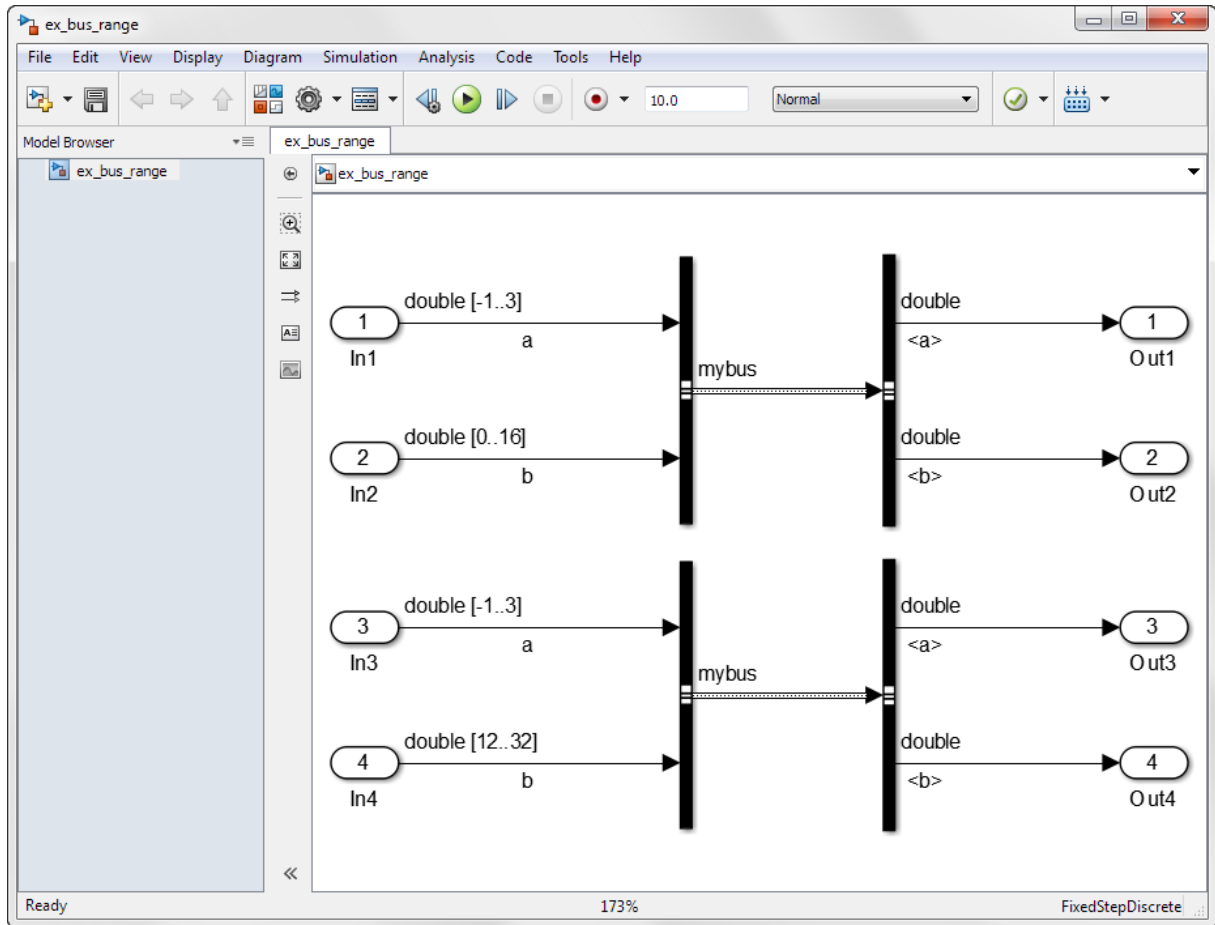 ex_bus_range
File Edit View Display Diagram Simulation Analysis Code Tools Help
10.0 Normal
Model Browser
ex_bus_range
ex_bus_range
ex_bus_range
double [-1..3]
1
In1
a
double
1
<a>
Out1
mybus
double [0..16]
2
In2
b
double
2
<b>
Out2
double [-1..3]
3
In3
a
double
3
<a>
Out3
mybus
double [12..32]
4
In4
b
double
4
<b>
Out4
Ready 173% FixedStepDiscrete